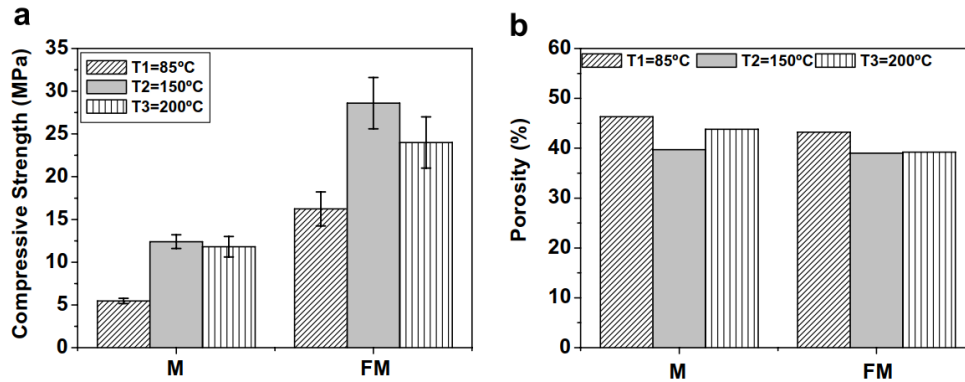 a
Compressive Strength (MPa)
35
30
25
20
15
10
5
0
T1=85ºC
T2=150ºC
T3=200ºC
M
FM
b
Porosity (%)
60
50
40
30
20
10
0
T1=85ºC T2=150ºC T3=200ºC
M
FM